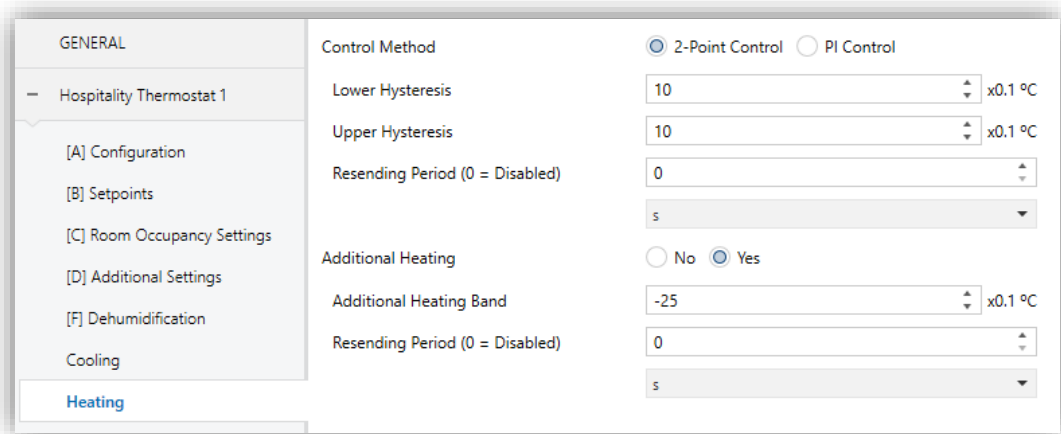 GENERAL
− Hospitality Thermostat 1
[A] Configuration
[B] Setpoints
[C] Room Occupancy Settings
[D] Additional Settings
[F] Dehumidification
Cooling
Heating
Control Method 2-Point Control PI Control
Lower Hysteresis 10 x0.1 ºC
Upper Hysteresis 10 x0.1 ºC
Resending Period (0 = Disabled) 0
s
Additional Heating No Yes
Additional Heating Band -25 x0.1 ºC
Resending Period (0 = Disabled) 0
s